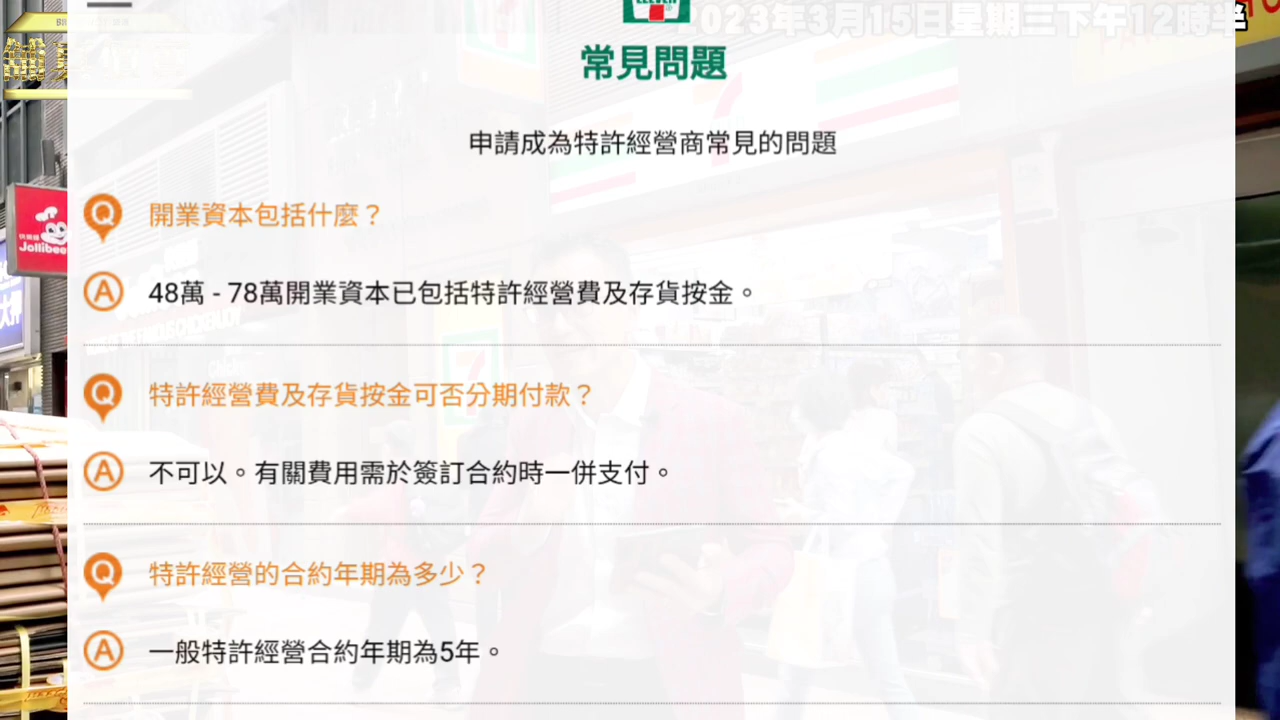 2023年3月15日星期三下午12時半
常見問題
申請成為特許經營商常見的問題
Q 開業資本包括什麼？
A 48萬 - 78萬開業資本已包括特許經營費及存貨按金。
Q 特許經營費及存貨按金可否分期付款？
A 不可以。有關費用需於簽訂合約時一併支付。
Q 特許經營的合約年期為多少？
A 一般特許經營合約年期為5年。
Jollibee